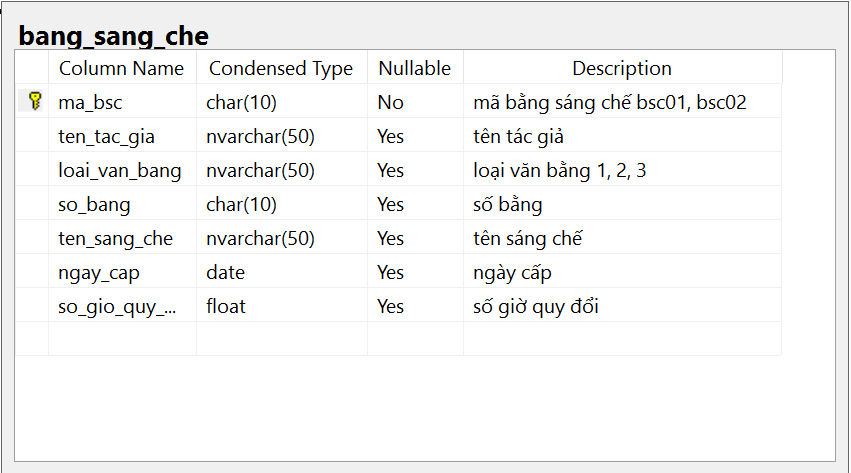 bang_sang_che
Column Name Condensed Type Nullable Description
ma_bsc char(10) No mã bằng sáng chế bsc01, bsc02
ten_tac_gia nvarchar(50) Yes tên tác giả
loai_van_bang nvarchar(50) Yes loại văn bằng 1, 2, 3
so_bang char(10) Yes số bằng
ten_sang_che nvarchar(50) Yes tên sáng chế
ngay_cap date Yes ngày cấp
so_gio_quy_... float Yes số giờ quy đổi